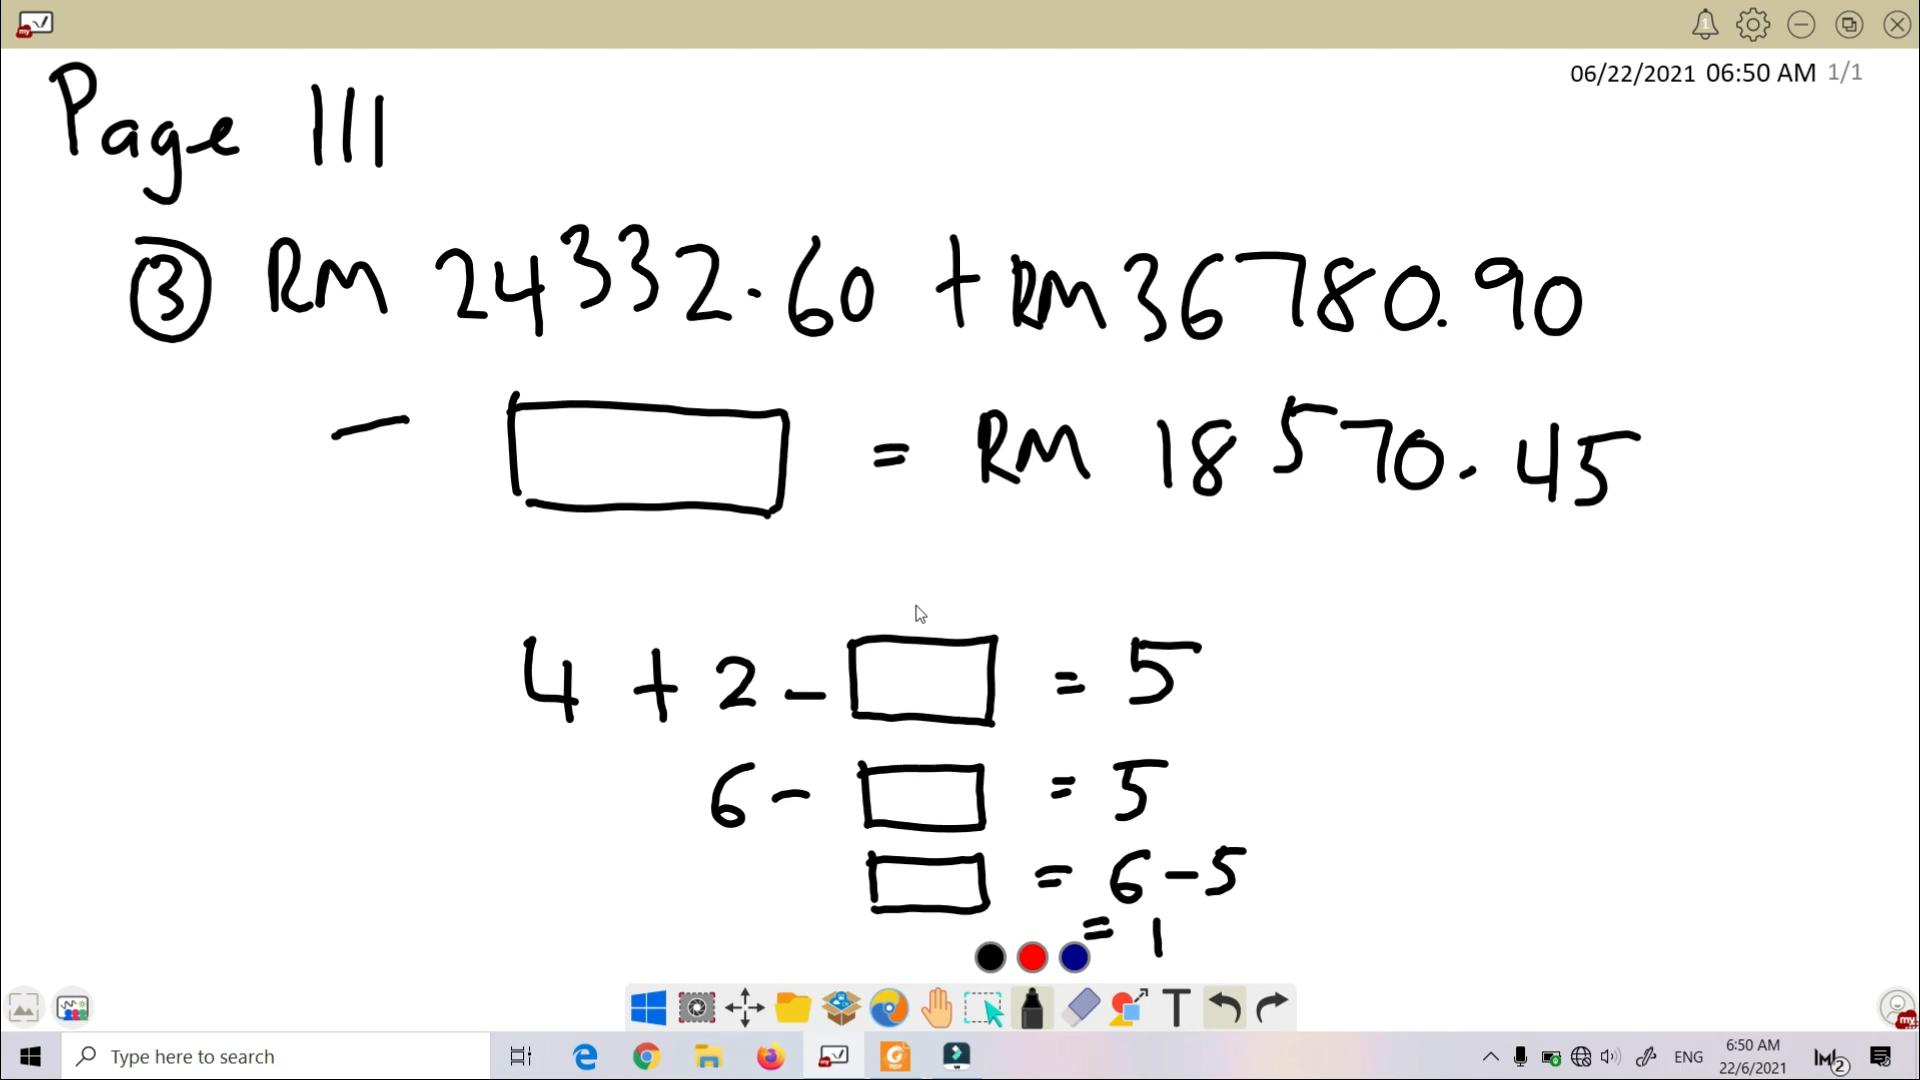 06/22/2021 06:50 AM 1/1
Page 111
3 RM 24332.60 + RM 36780.90
- = RM 18570.45
4 + 2 - = 5
6 - = 5
= 6 - 5
= 1
T
Type here to search
ENG
6:50 AM
22/6/2021
2